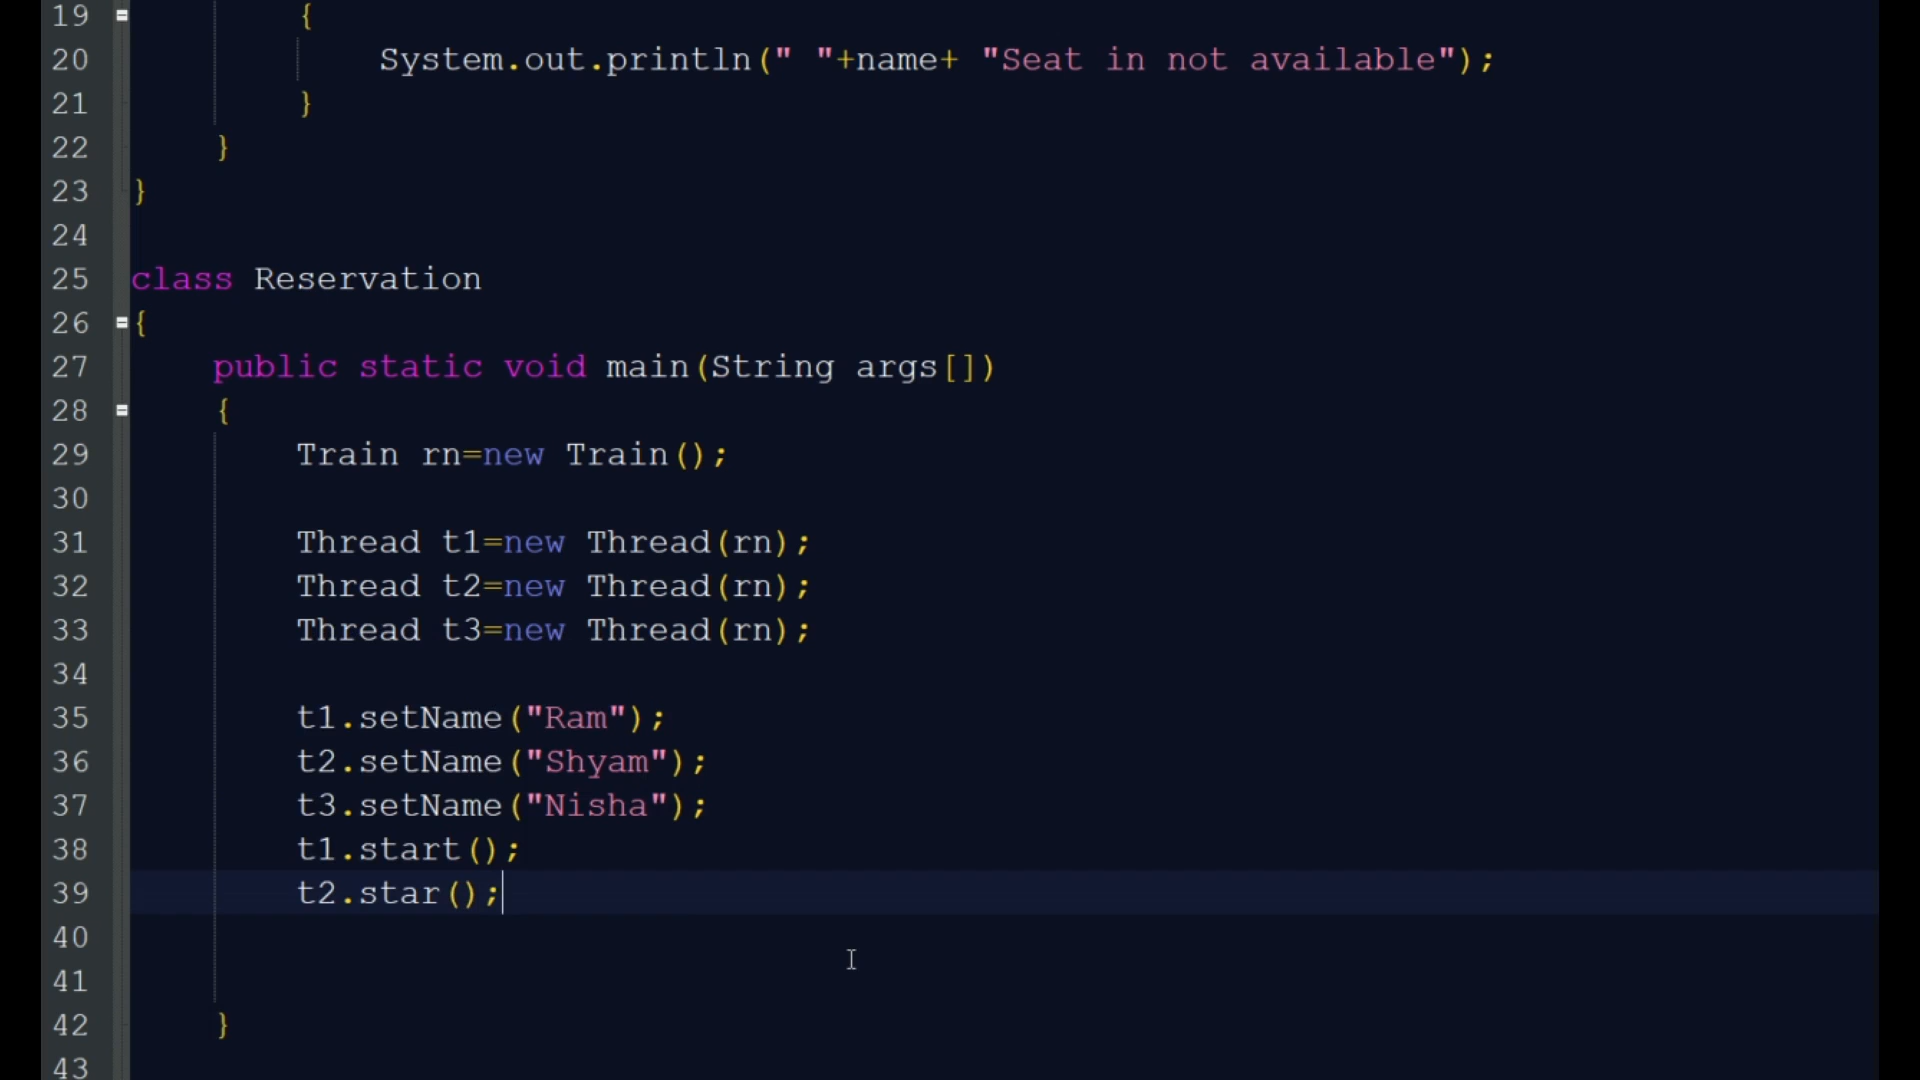 19 {
20 System.out.println(" "+name+ "Seat in not available");
21 }
22 }
23 }
24
25 class Reservation
26 {
27 public static void main(String args[])
28 {
29 Train rn=new Train();
30
31 Thread t1=new Thread(rn);
32 Thread t2=new Thread(rn);
33 Thread t3=new Thread(rn);
34
35 t1.setName("Ram");
36 t2.setName("Shyam");
37 t3.setName("Nisha");
38 t1.start();
39 t2.star();
40
41
42 }
43